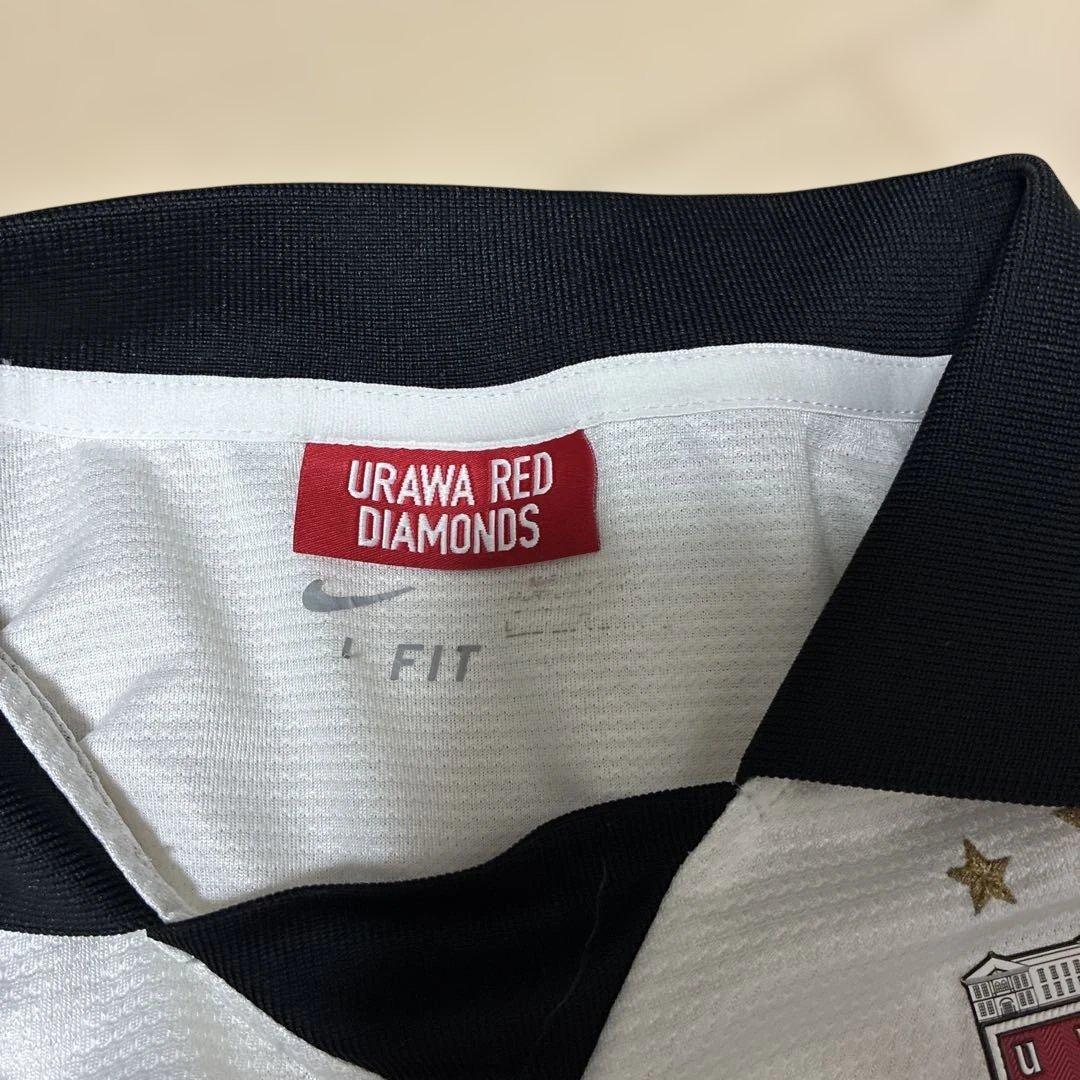 URAWA RED
DIAMONDS
L FIT
u